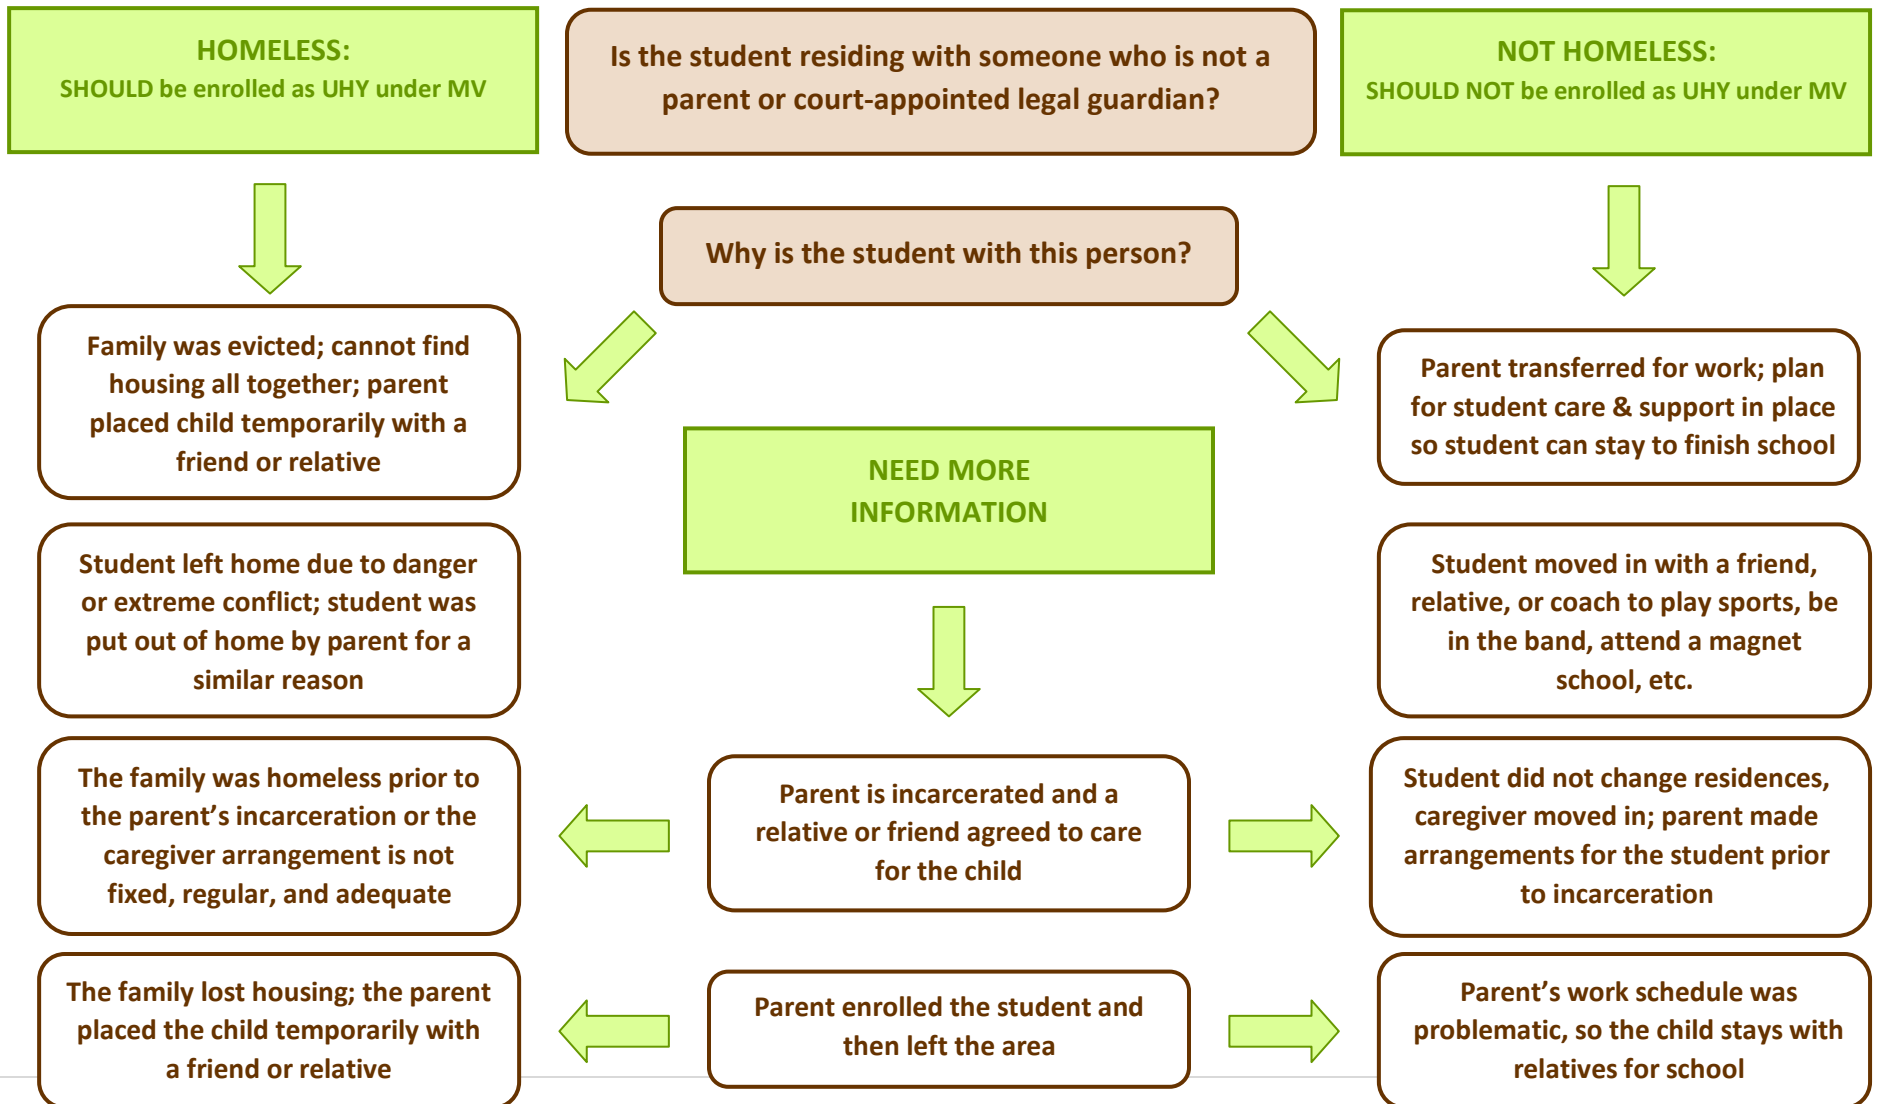 HOMELESS:
SHOULD be enrolled as UHY under MV
Is the student residing with someone who is not a
parent or court-appointed legal guardian?
NOT HOMELESS:
SHOULD NOT be enrolled as UHY under MV
Why is the student with this person?
Family was evicted; cannot find
housing all together; parent
placed child temporarily with a
friend or relative
Parent transferred for work; plan
for student care & support in place
so student can stay to finish school
NEED MORE
INFORMATION
Student left home due to danger
or extreme conflict; student was
put out of home by parent for a
similar reason
Student moved in with a friend,
relative, or coach to play sports, be
in the band, attend a magnet
school, etc.
The family was homeless prior to
the parent’s incarceration or the
caregiver arrangement is not
fixed, regular, and adequate
Parent is incarcerated and a
relative or friend agreed to care
for the child
Student did not change residences,
caregiver moved in; parent made
arrangements for the student prior
to incarceration
The family lost housing; the parent
placed the child temporarily with
a friend or relative
Parent enrolled the student and
then left the area
Parent’s work schedule was
problematic, so the child stays with
relatives for school